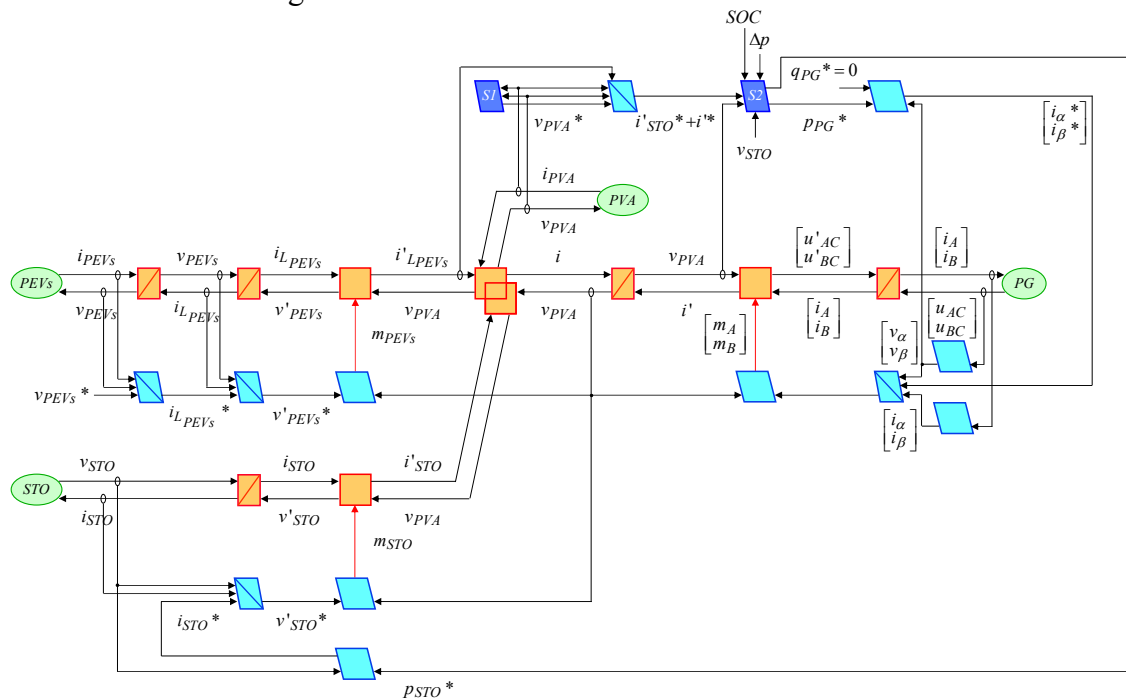 g
SOC
Δp
q_PG* = 0
S1
S2
v_PVA*
i'_STO* + i'*
p_PG*
[i_α*
i_β*]
v_STO
i_PVA
PVA
v_PVA
i_PEVs
v_PEVs
i_L_PEVs
i'_L_PEVs
i
v_PVA
[u'_AC
u'_BC]
[i_A
i_B]
PEVs
PG
v_PEVs
i_L_PEVs
v'_PEVs
v_PVA
v_PVA
i'
[i_A
i_B]
[u_AC
u_BC]
m_PEVs
[m_A
m_B]
[v_α
v_β]
v_PEVs*
i_L_PEVs*
v'_PEVs*
[i_α
i_β]
v_STO
i_STO
i'_STO
STO
i_STO
v'_STO
v_PVA
m_STO
i_STO*
v'_STO*
p_STO*